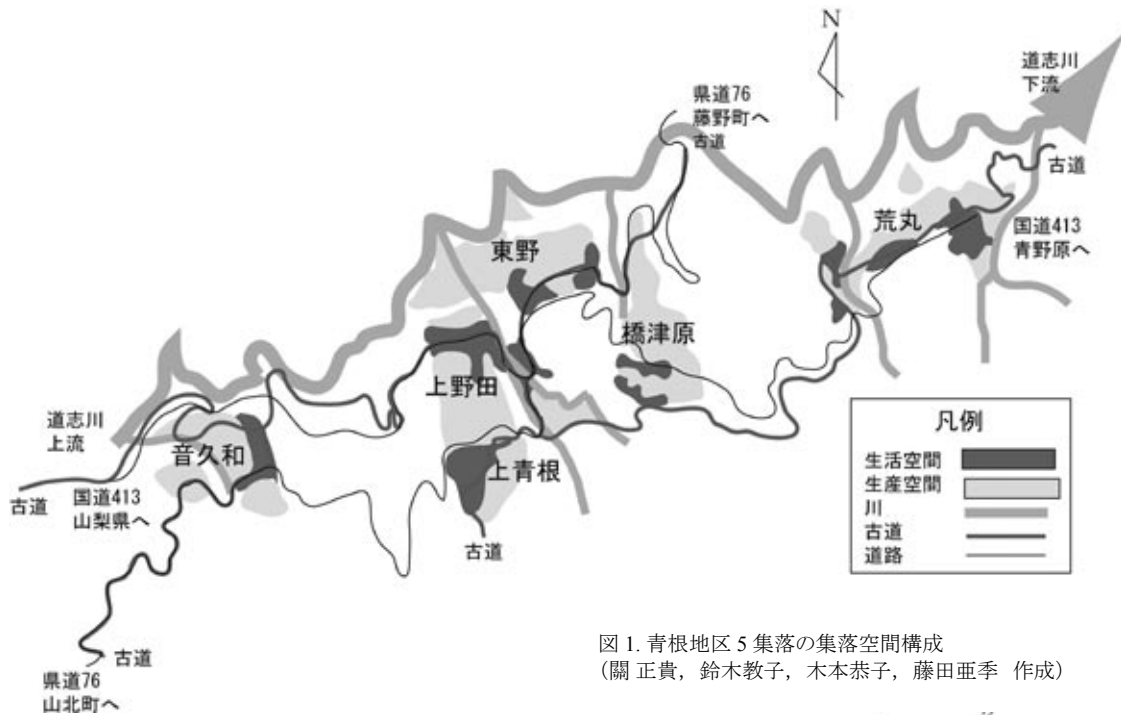 N
道志川
下流
県道76
藤野町へ
古道
古道
荒丸
国道413
青野原へ
東野
橋津原
上野田
道志川
上流
音久和
上青根
古道
国道413
山梨県へ
古道
古道
県道76
山北町へ
凡例
生活空間
生産空間
川
古道
道路
図 1. 青根地区 5 集落の集落空間構成
（關 正貴，鈴木教子，木本恭子，藤田亜季 作成）